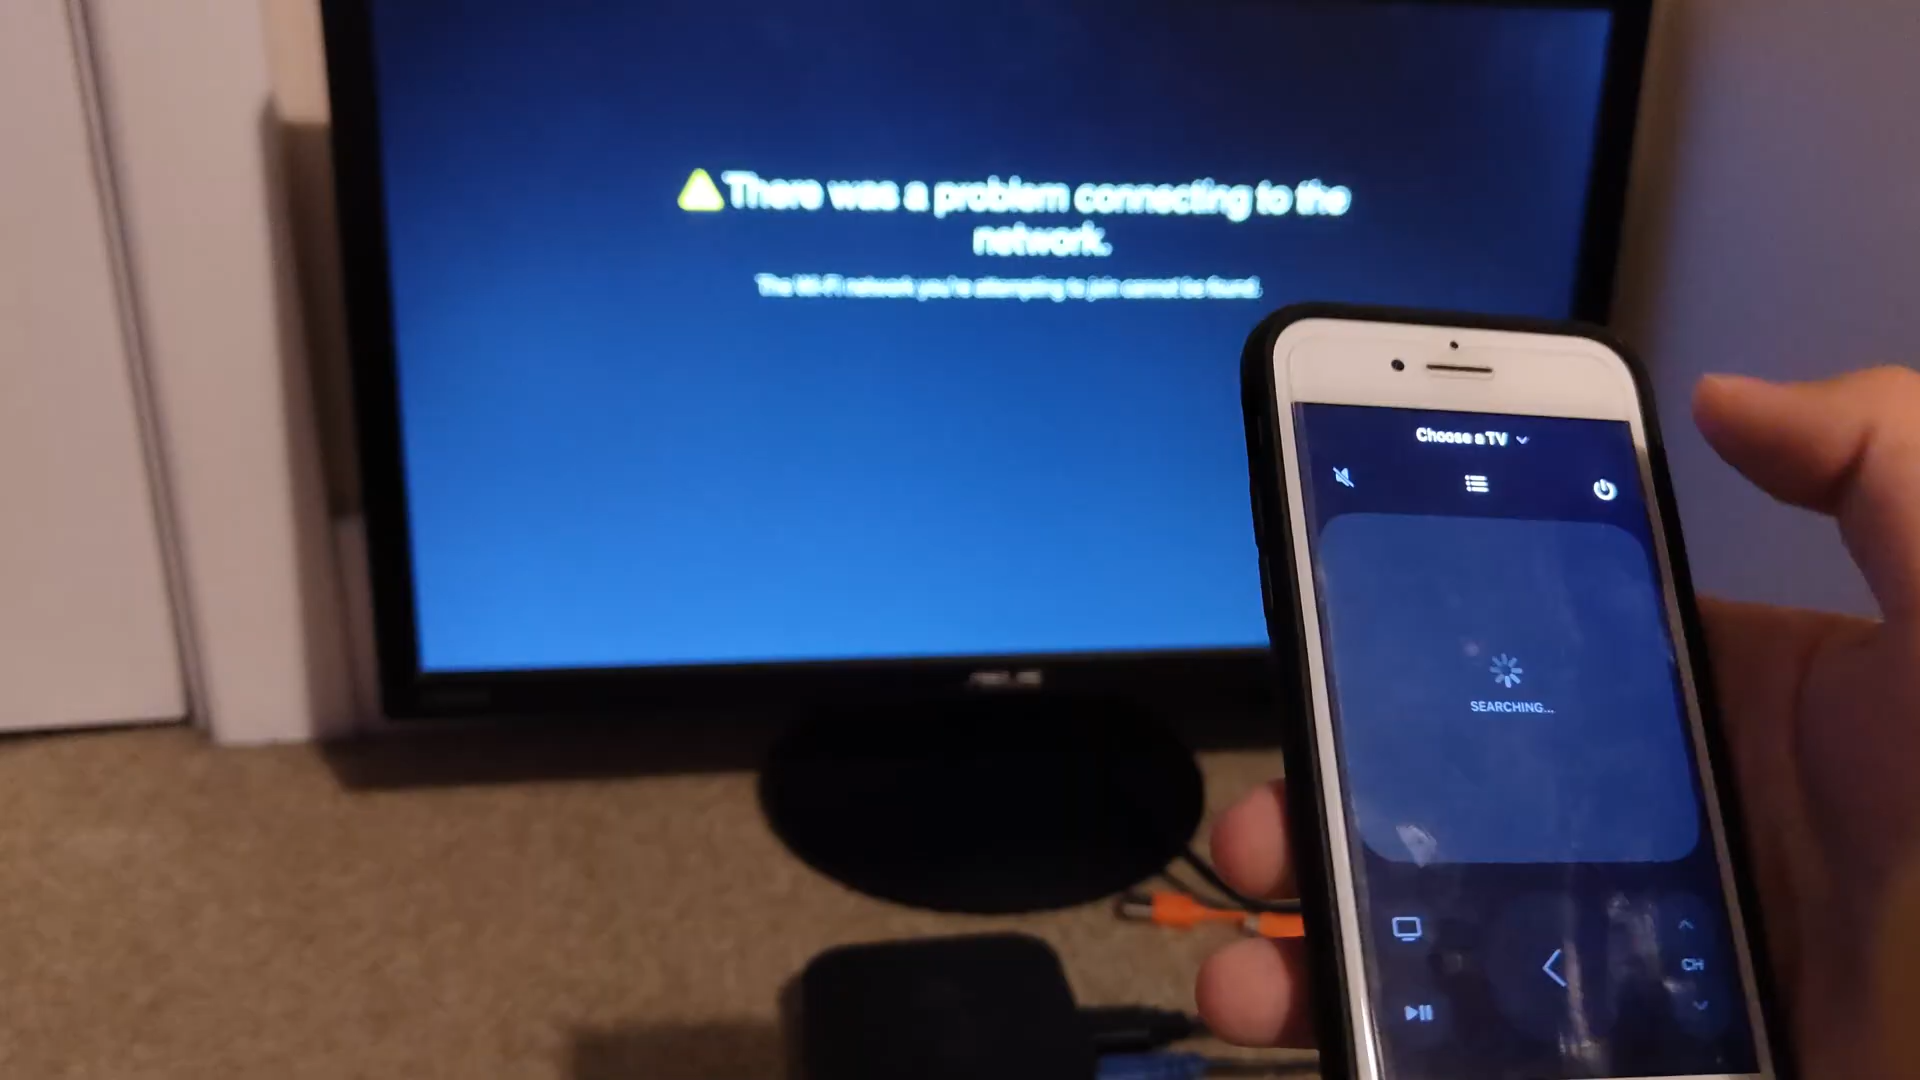 There was a problem connecting to the
network.
The Wi-Fi network you're attempting to join cannot be found.
ASUS
Choose a TV
SEARCHING...
CH